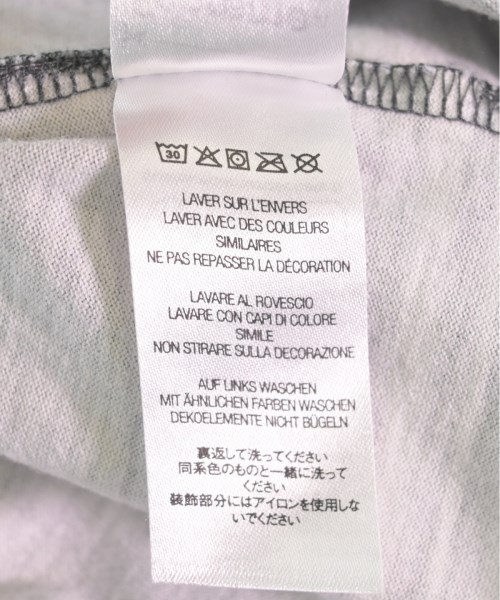 30
LAVER SUR L'ENVERS
LAVER AVEC DES COULEURS
SIMILAIRES
NE PAS REPASSER LA DÉCORATION
LAVARE AL ROVESCIO
LAVARE CON CAPI DI COLORE
SIMILE
NON STIRARE SULLA DECORAZIONE
AUF LINKS WASCHEN
MIT ÄHNLICHEN FARBEN WASCHEN
DEKOELEMENTE NICHT BÜGELN
裏返して洗ってください
同系色のものと一緒に洗って
ください
装飾部分にはアイロンを使用しな
いでください